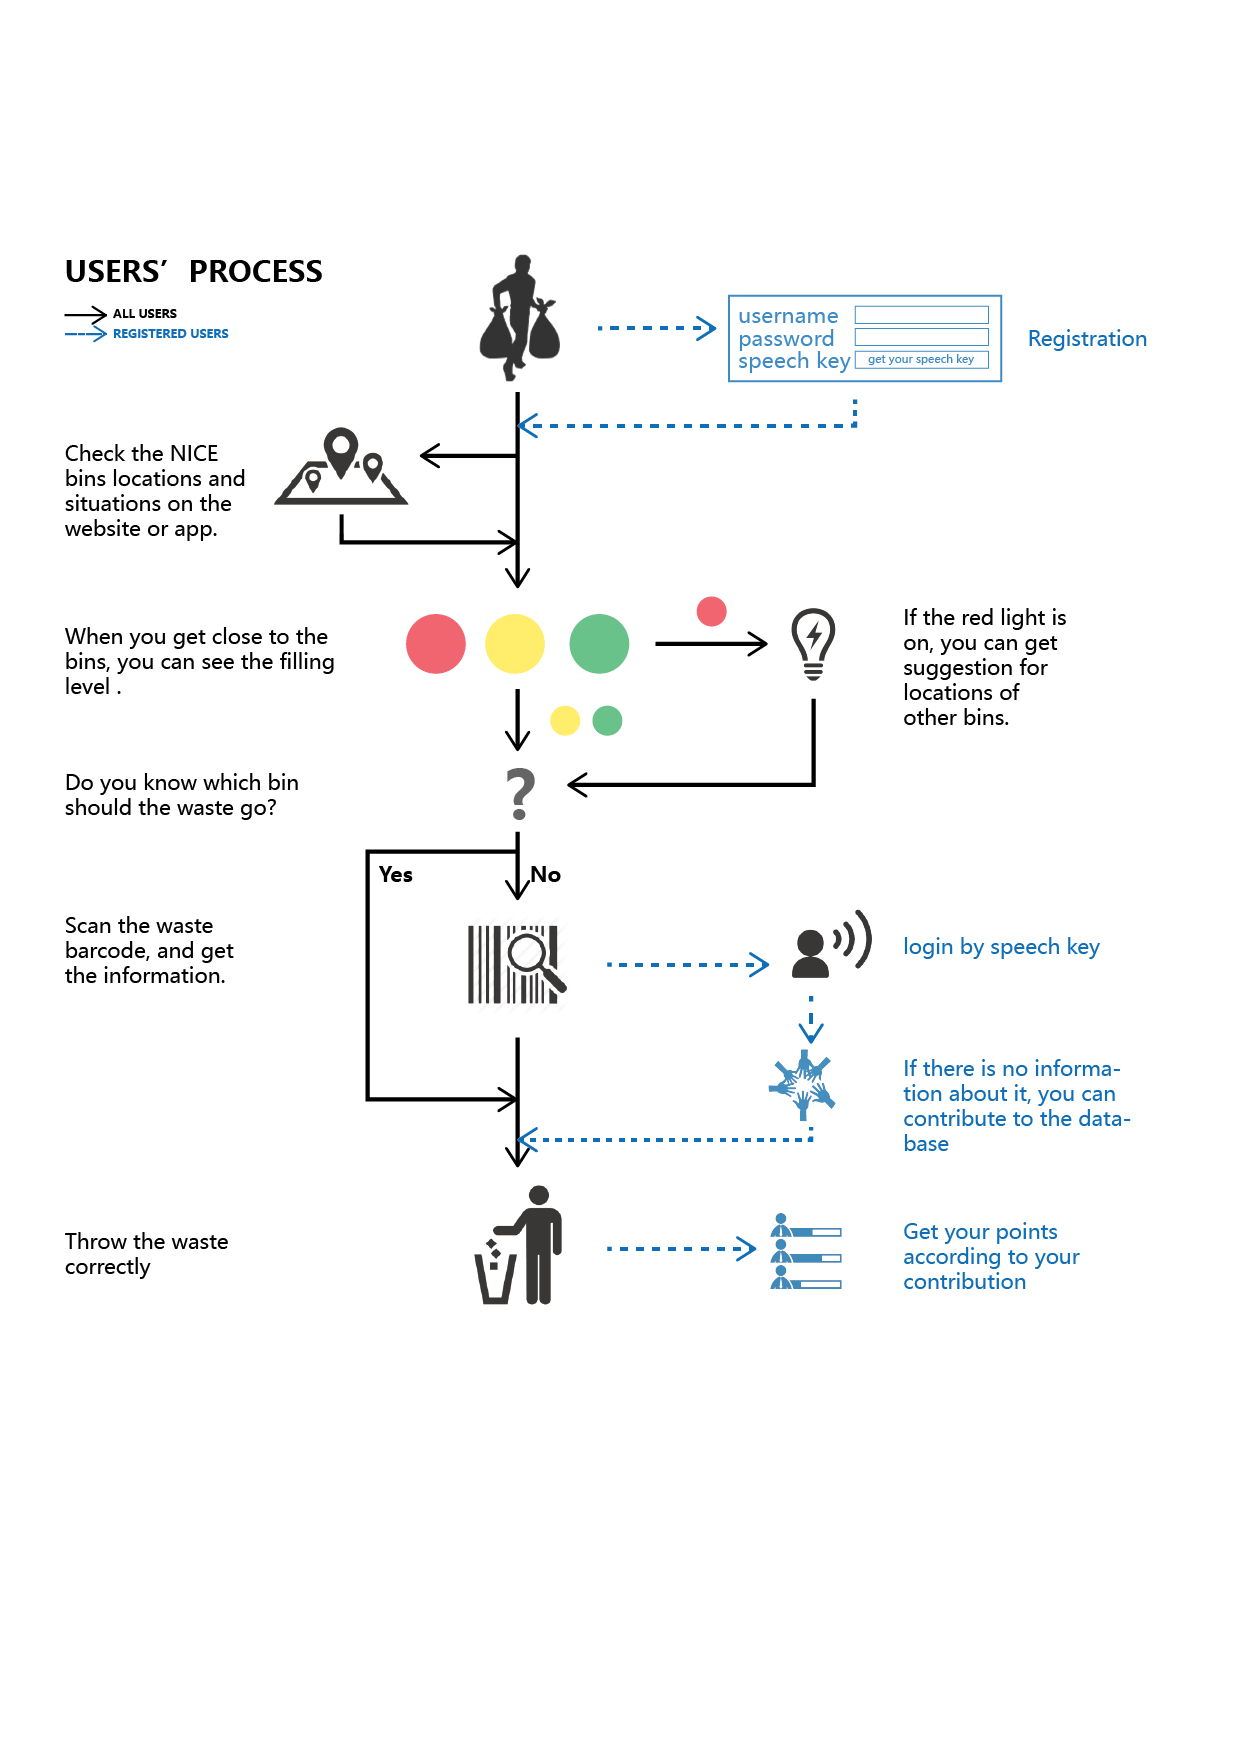 USERS’ PROCESS
ALL USERS
REGISTERED USERS
username
password
speech key
get your speech key
Registration
Check the NICE
bins locations and
situations on the
website or app.
When you get close to the
bins, you can see the filling
level .
If the red light is
on, you can get
suggestion for
locations of
other bins.
Do you know which bin
should the waste go?
?
Yes
No
Scan the waste
barcode, and get
the information.
login by speech key
If there is no informa-
tion about it, you can
contribute to the data-
base
Throw the waste
correctly
Get your points
according to your
contribution